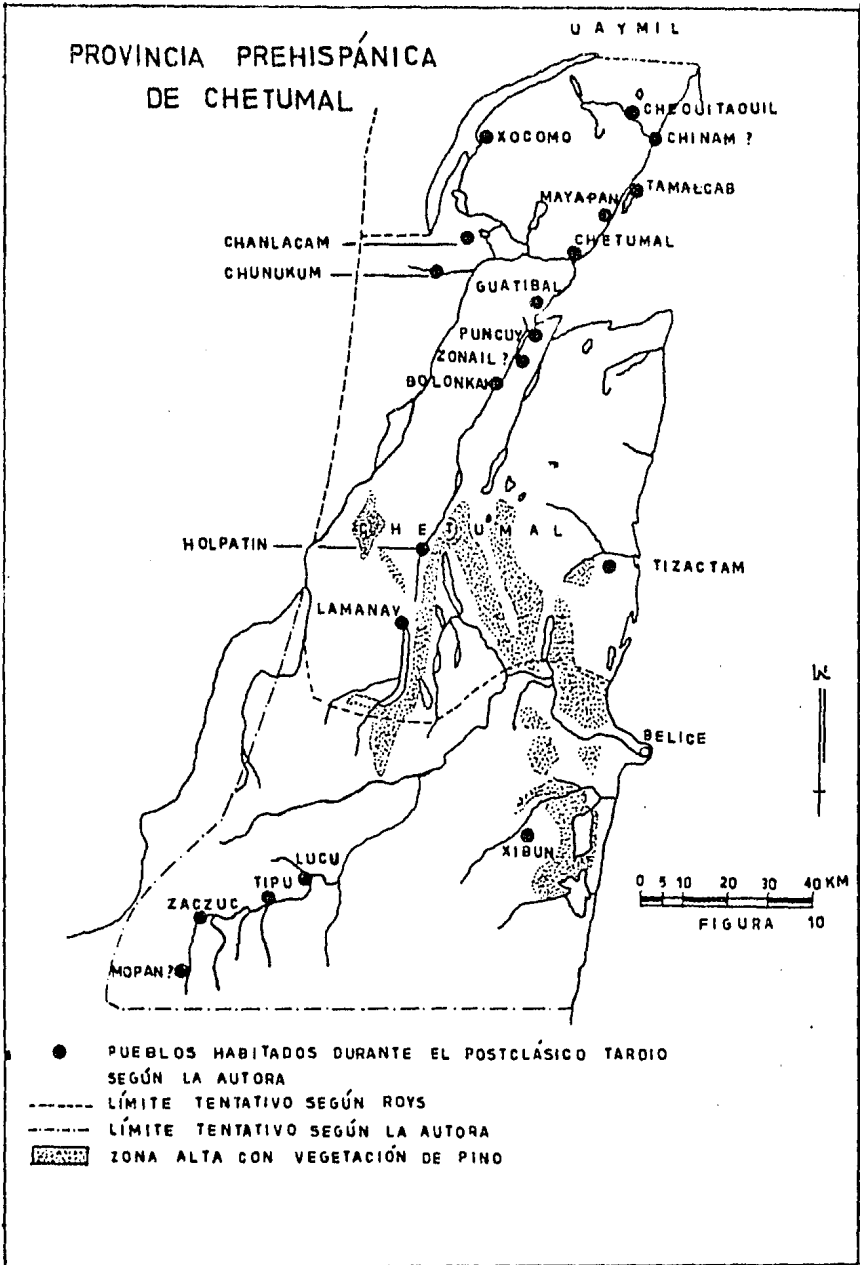 UAYMIL
PROVINCIA PREHISPÁNICA
DE CHETUMAL
CHEQUITAQUIL
XOCOMO
CHINAM ?
TAMALCAB
MAYAPAN
CHANLACAM
CHETUMAL
CHUNUKUM
GUATIBAL
PUNCUY
ZONAIL ?
BOLONKAK
CHETUMAL
HOLPATIN
TIZACTAM
LAMANAY
N
BELICE
XIBUN
LUCU
TIPU
ZACZUC
0 5 10 20 30 40 KM
FIGURA 10
MOPAN ?
PUEBLOS HABITADOS DURANTE EL POSTCLÁSICO TARDIO
SEGÚN LA AUTORA
LÍMITE TENTATIVO SEGÚN ROYS
LÍMITE TENTATIVO SEGÚN LA AUTORA
ZONA ALTA CON VEGETACIÓN DE PINO